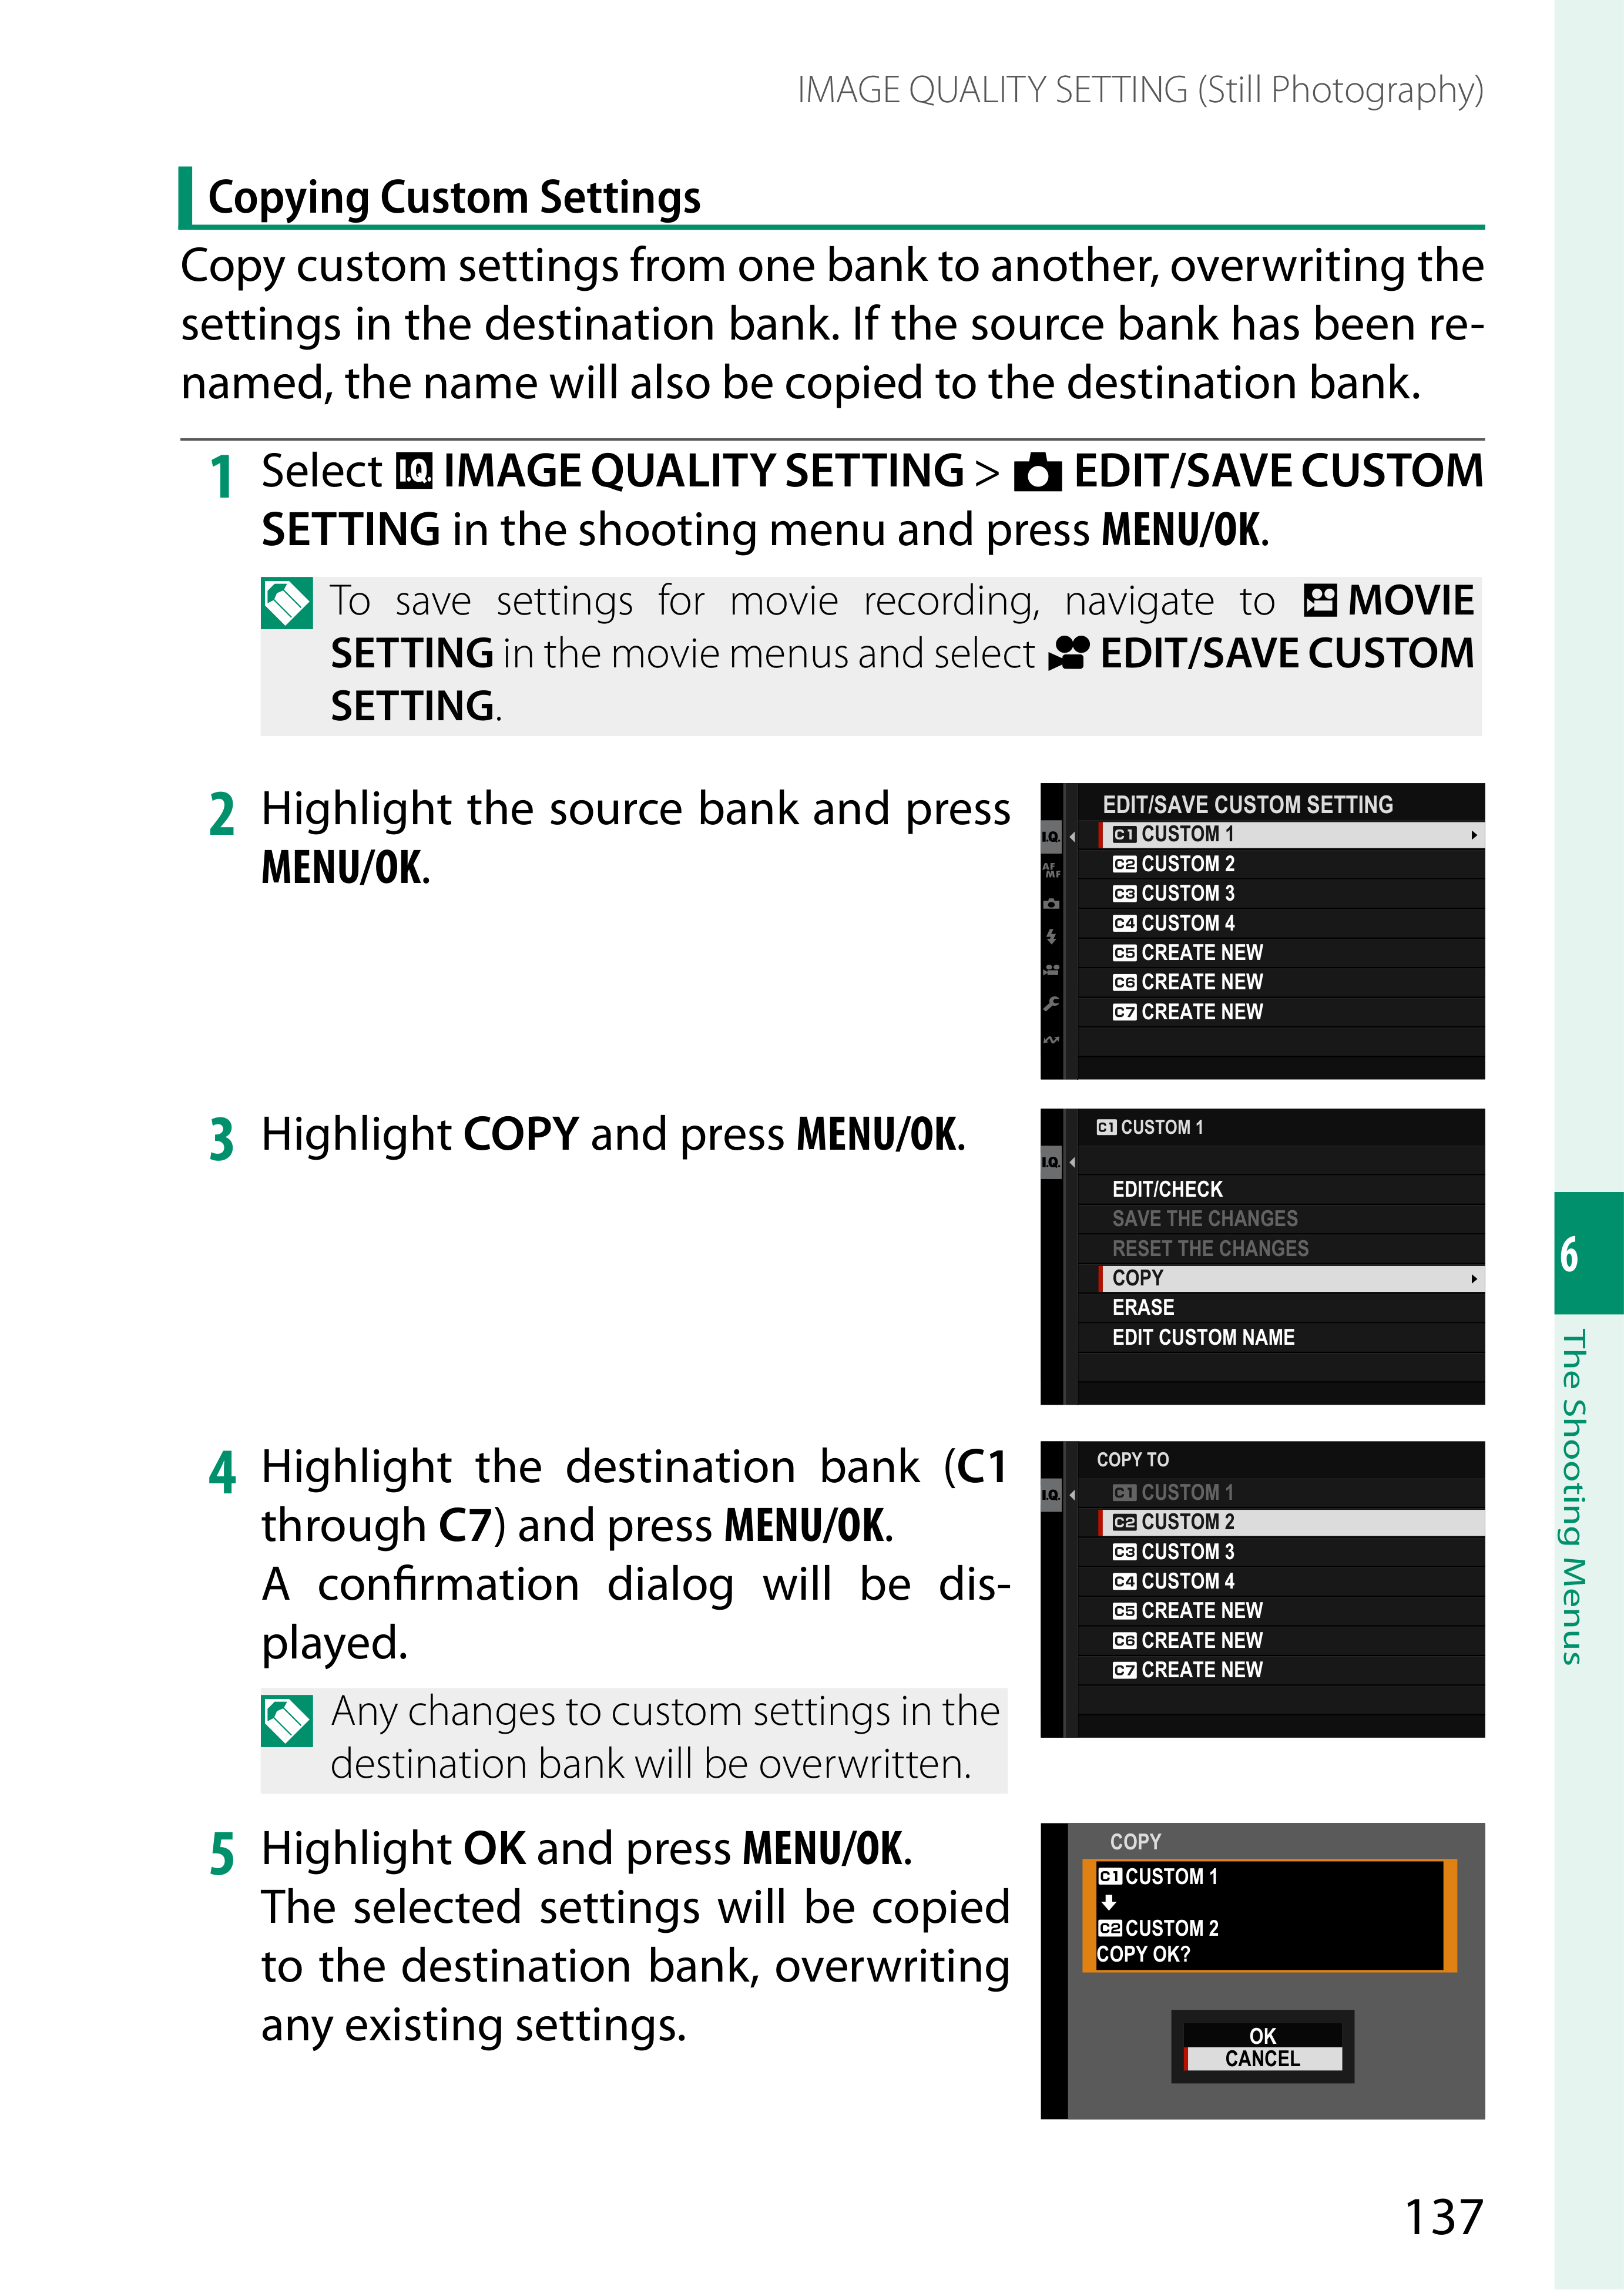 IMAGE QUALITY SETTING (Still Photography)
Copying Custom Settings
Copy custom settings from one bank to another, overwriting the
settings in the destination bank. If the source bank has been re-
named, the name will also be copied to the destination bank.
1 Select I.Q. IMAGE QUALITY SETTING > EDIT/SAVE CUSTOM
SETTING in the shooting menu and press MENU/OK.
To save settings for movie recording, navigate to MOVIE
SETTING in the movie menus and select EDIT/SAVE CUSTOM
SETTING.
2 Highlight the source bank and press
MENU/OK.
EDIT/SAVE CUSTOM SETTING
I.Q.
AF
MF
C1 CUSTOM 1
C2 CUSTOM 2
C3 CUSTOM 3
C4 CUSTOM 4
C5 CREATE NEW
C6 CREATE NEW
C7 CREATE NEW
3 Highlight COPY and press MENU/OK.
C1 CUSTOM 1
I.Q.
EDIT/CHECK
SAVE THE CHANGES
RESET THE CHANGES
COPY
ERASE
EDIT CUSTOM NAME
4 Highlight the destination bank (C1
through C7) and press MENU/OK.
A confirmation dialog will be dis-
played.
Any changes to custom settings in the
destination bank will be overwritten.
COPY TO
I.Q.
C1 CUSTOM 1
C2 CUSTOM 2
C3 CUSTOM 3
C4 CUSTOM 4
C5 CREATE NEW
C6 CREATE NEW
C7 CREATE NEW
5 Highlight OK and press MENU/OK.
The selected settings will be copied
to the destination bank, overwriting
any existing settings.
COPY
C1 CUSTOM 1
C2 CUSTOM 2
COPY OK?
OK
CANCEL
6
The Shooting Menus
137